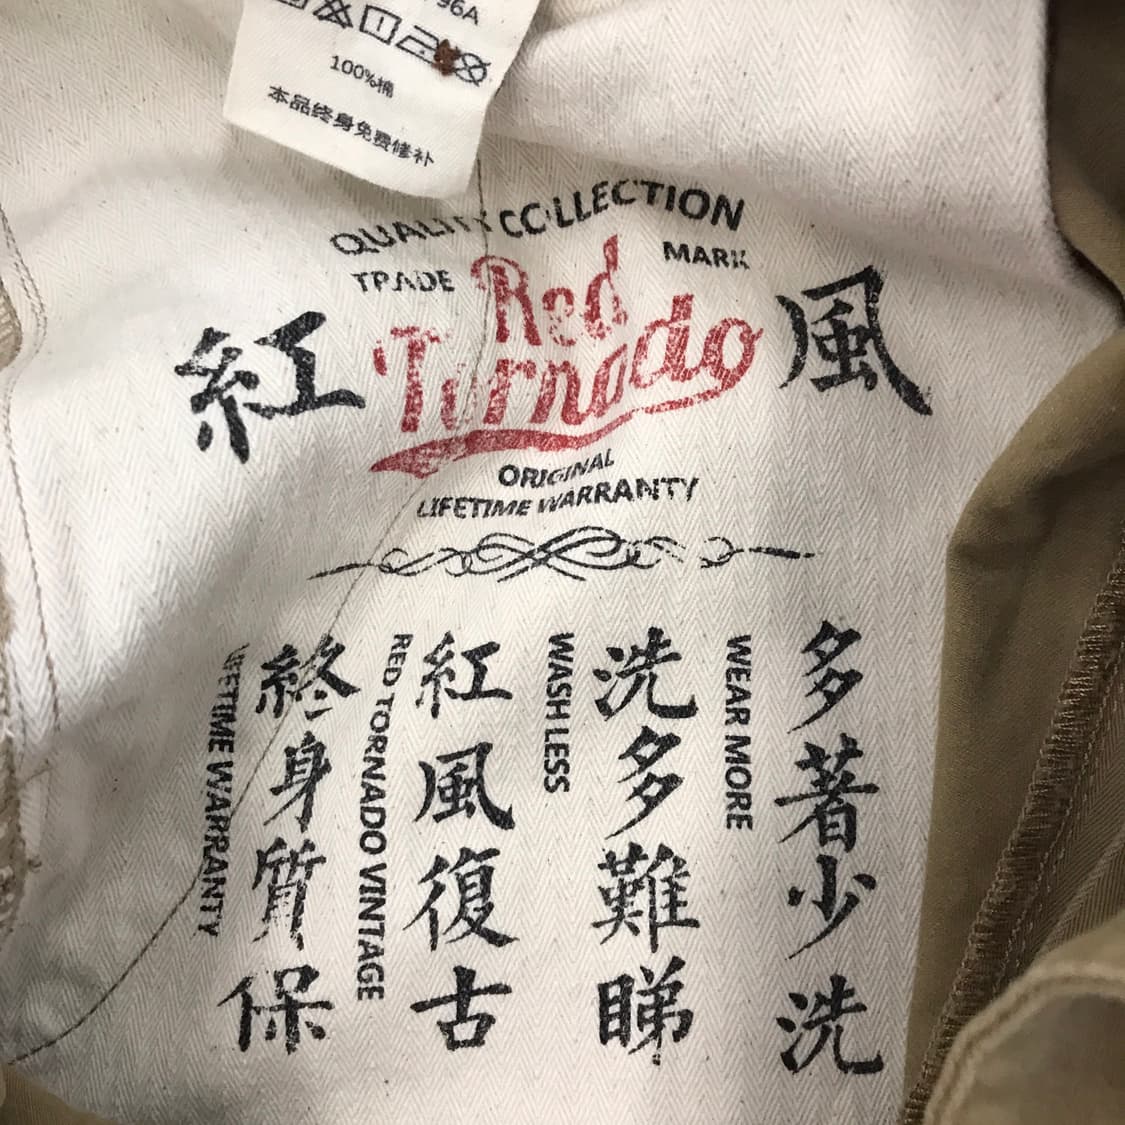 96A
100%棉
本品终身免费修补
QUALITY COLLECTION
TRADE MARK
Red
Tornado
紅風
ORIGINAL
LIFETIME WARRANTY
多著少洗
WEAR MORE
洗多難睇
WASH LESS
紅風復古
RED TORNADO VINTAGE
終身質保
LIFETIME WARRANTY